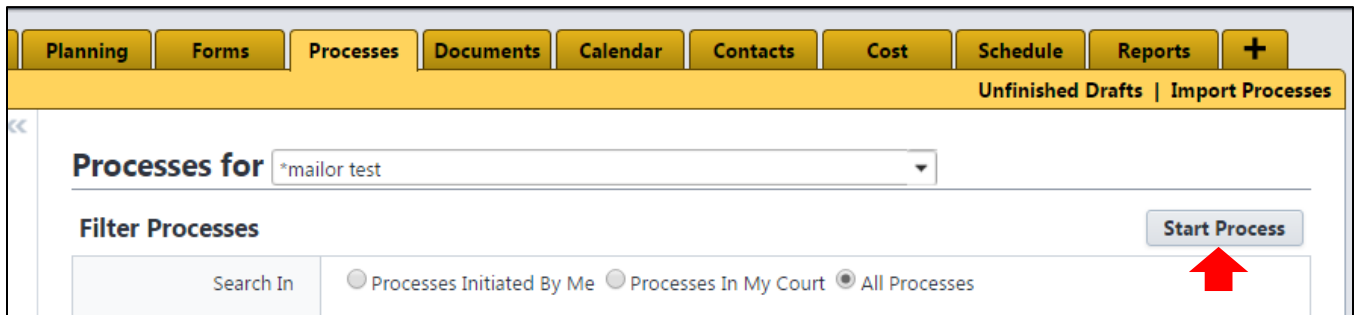 Planning Forms Processes Documents Calendar Contacts Cost Schedule Reports +
Unfinished Drafts | Import Processes
<<
Processes for *mailor test
Filter Processes Start Process
Search In Processes Initiated By Me Processes In My Court All Processes